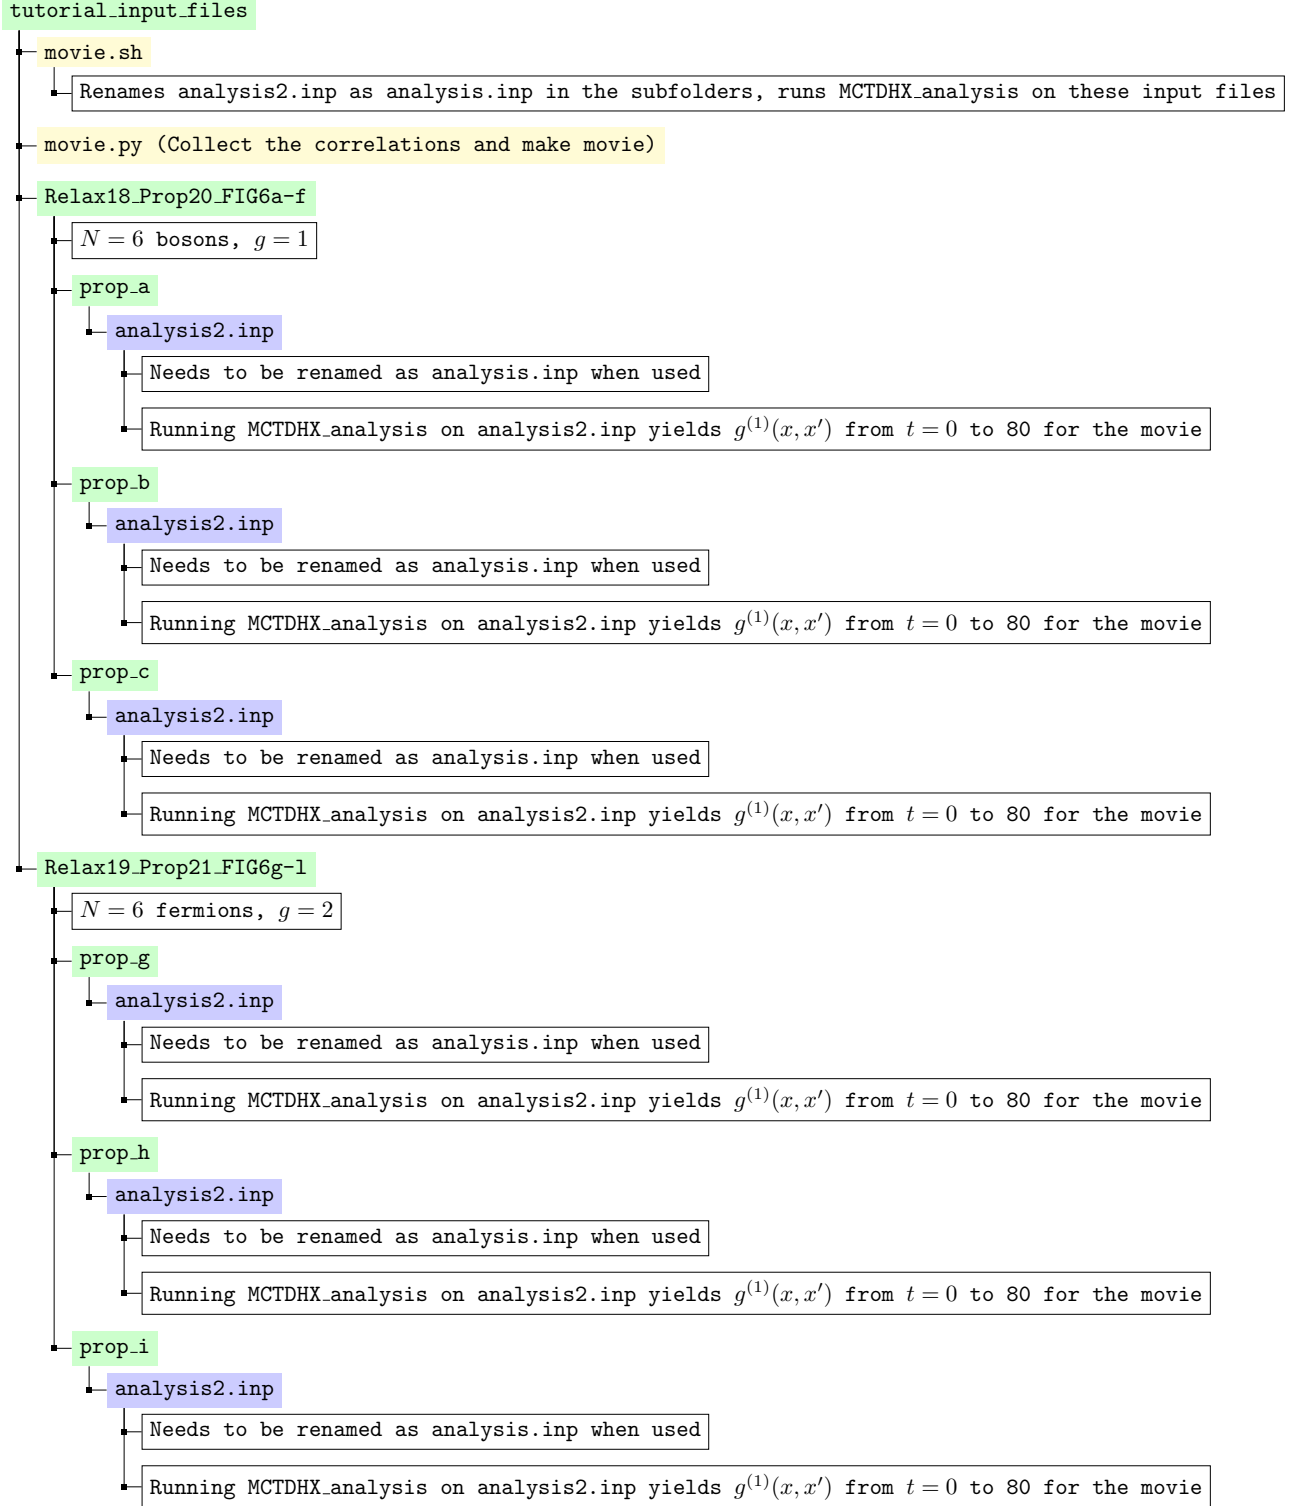 tutorial_input_files
movie.sh
Renames analysis2.inp as analysis.inp in the subfolders, runs MCTDHX_analysis on these input files
movie.py (Collect the correlations and make movie)
Relax18_Prop20_FIG6a-f
N = 6 bosons, g = 1
prop_a
analysis2.inp
Needs to be renamed as analysis.inp when used
Running MCTDHX_analysis on analysis2.inp yields g^{(1)}(x, x′) from t = 0 to 80 for the movie
prop_b
analysis2.inp
Needs to be renamed as analysis.inp when used
Running MCTDHX_analysis on analysis2.inp yields g^{(1)}(x, x′) from t = 0 to 80 for the movie
prop_c
analysis2.inp
Needs to be renamed as analysis.inp when used
Running MCTDHX_analysis on analysis2.inp yields g^{(1)}(x, x′) from t = 0 to 80 for the movie
Relax19_Prop21_FIG6g-l
N = 6 fermions, g = 2
prop_g
analysis2.inp
Needs to be renamed as analysis.inp when used
Running MCTDHX_analysis on analysis2.inp yields g^{(1)}(x, x′) from t = 0 to 80 for the movie
prop_h
analysis2.inp
Needs to be renamed as analysis.inp when used
Running MCTDHX_analysis on analysis2.inp yields g^{(1)}(x, x′) from t = 0 to 80 for the movie
prop_i
analysis2.inp
Needs to be renamed as analysis.inp when used
Running MCTDHX_analysis on analysis2.inp yields g^{(1)}(x, x′) from t = 0 to 80 for the movie